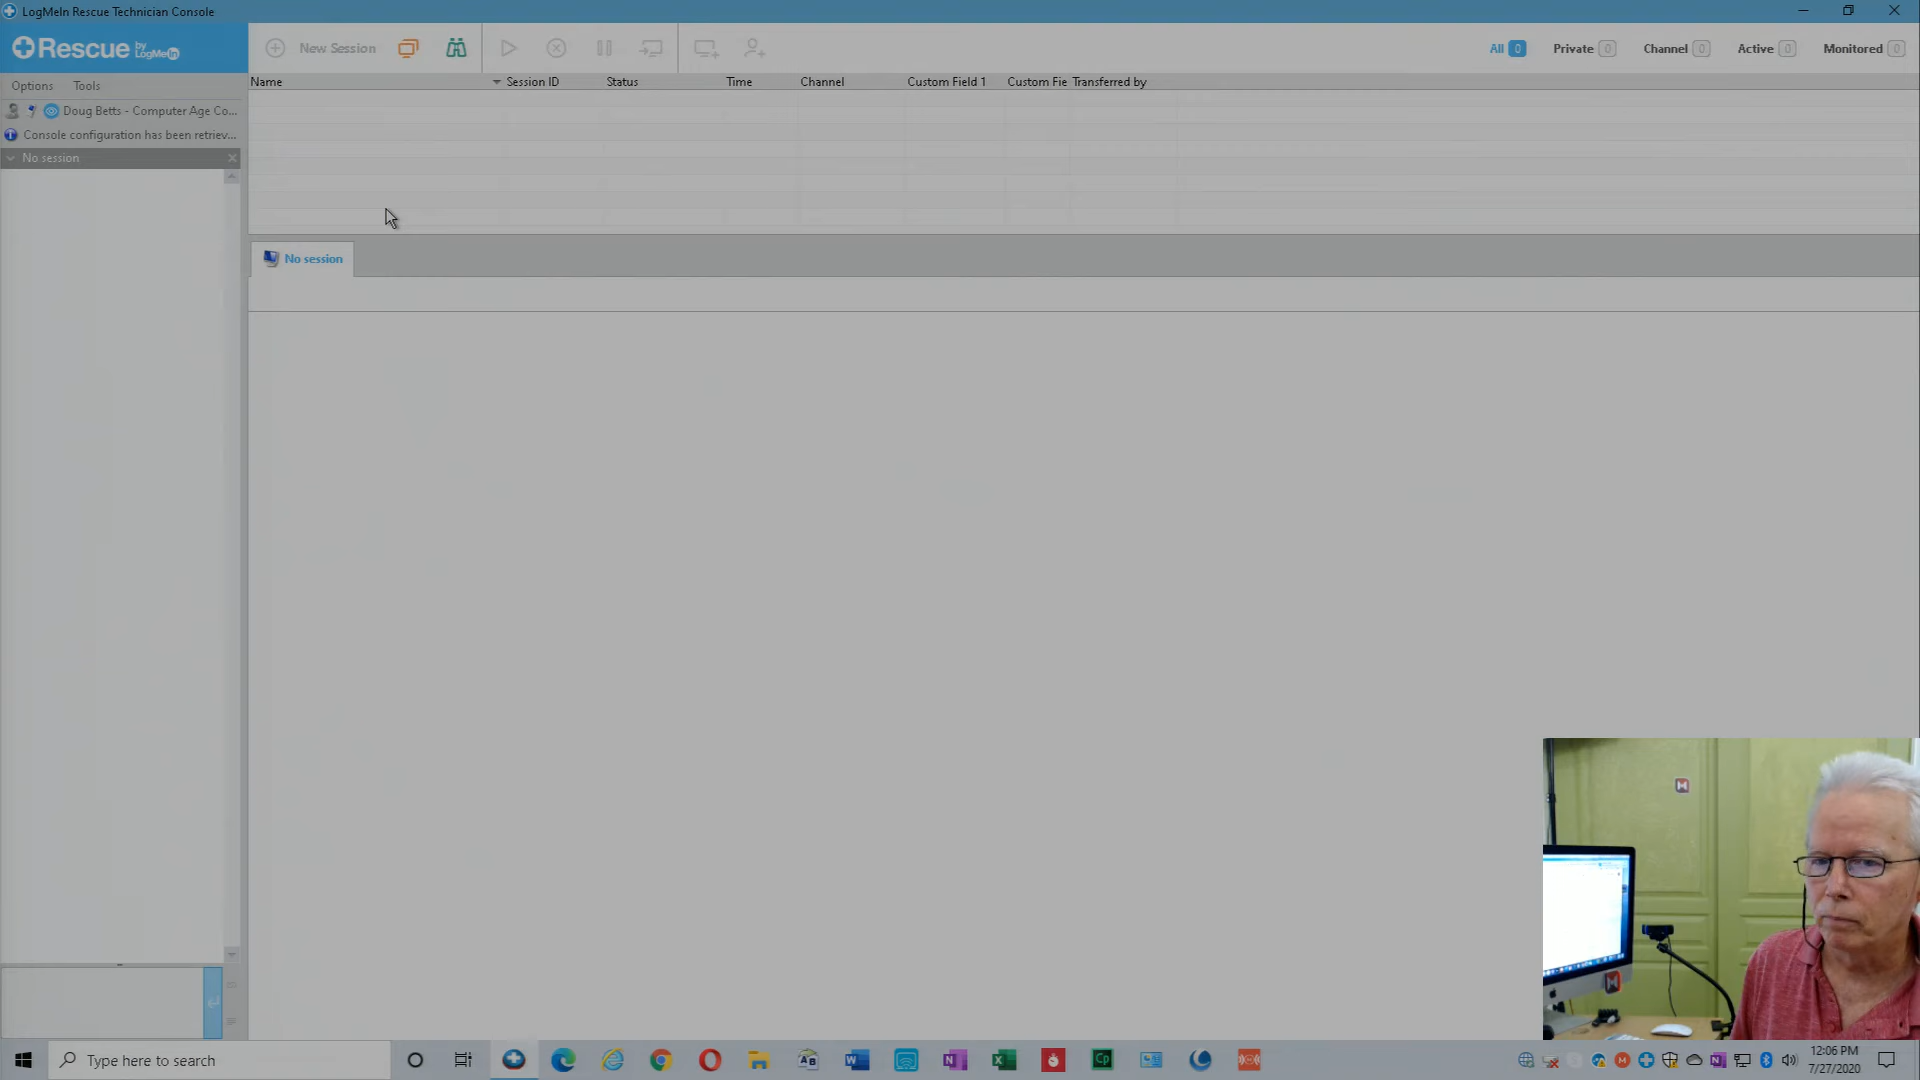 LogMeIn Rescue Technician Console
Rescue by LogMeIn
New Session
All 0 Private 0 Channel 0 Active 0 Monitored 0
Options Tools
Name Session ID Status Time Channel Custom Field 1 Custom Fie Transferred by
Doug Betts - Computer Age Co...
Console configuration has been retriev...
No session
No session
Type here to search
12:06 PM
7/27/2020